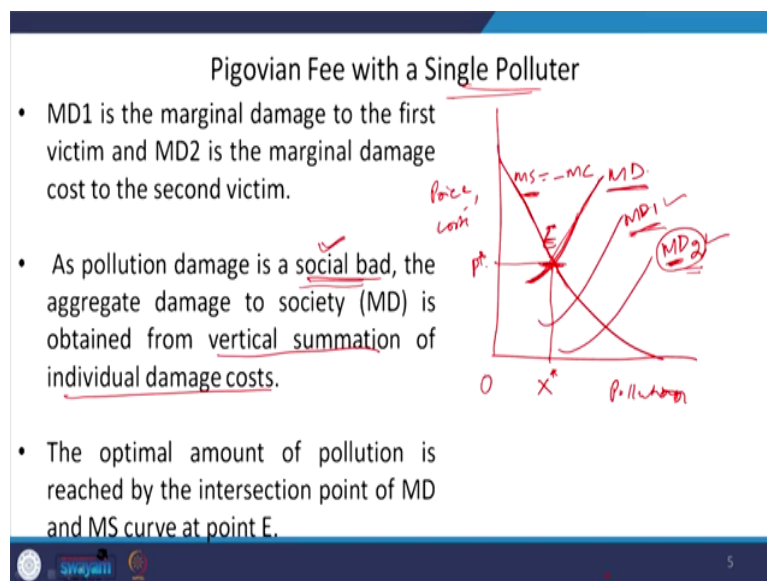 Pigovian Fee with a Single Polluter
• MD1 is the marginal damage to the first
victim and MD2 is the marginal damage
cost to the second victim.
• As pollution damage is a social bad, the
aggregate damage to society (MD) is
obtained from vertical summation of
individual damage costs.
• The optimal amount of pollution is
reached by the intersection point of MD
and MS curve at point E.
MS = -MC
MD
MD1
MD2
Price,
Cost
E
P*
O
X*
Pollution
swayam
5